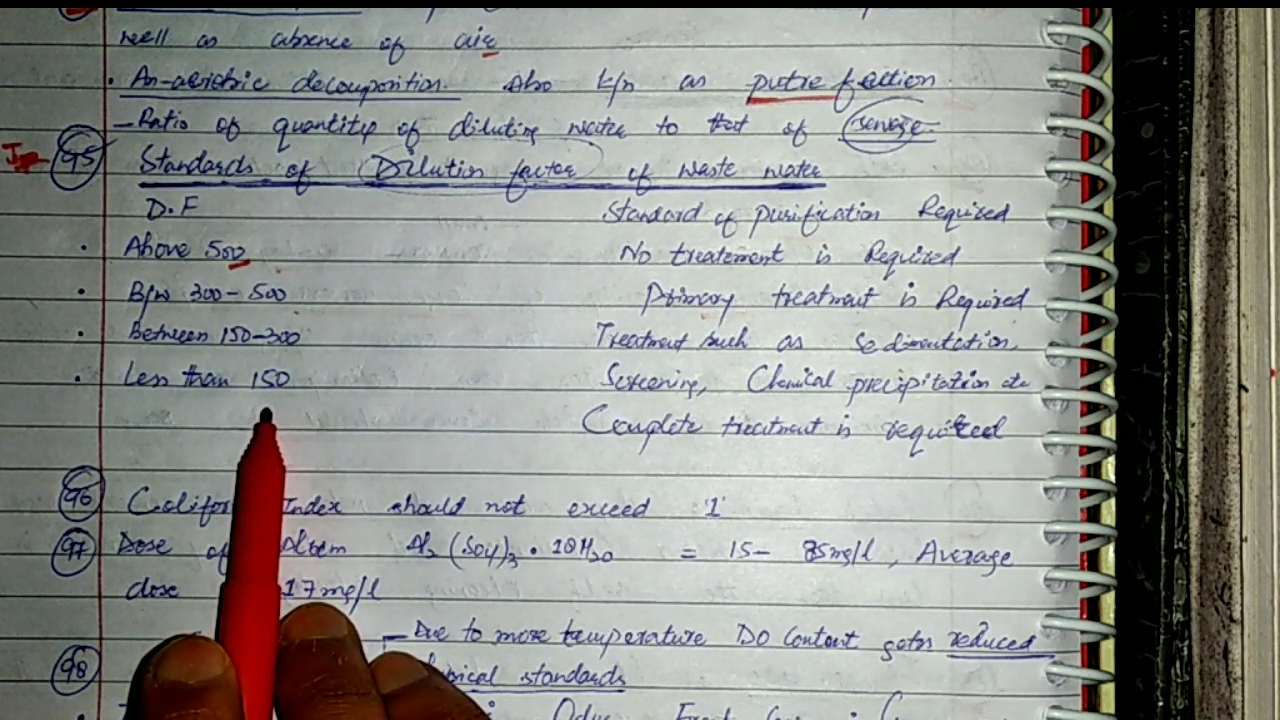 well as absence of air
· An-aerobic decomposition. Also k/n as putrefaction.
- Ratio of quantity of diluting water to that of sewage.
Imp 95 Standards of Dilution factor of waste water
D.F Standard of purification Required
· Above 500 No treatement is Required
· B/w 300-500 Primary treatment is Required
· Between 150-300 Treatment such as Sedimentation,
· Less than 150 Screening, Chemical precipitation etc
Complete treatment is required
96 Colifor Index should not exceed '1'
97 Dose of Alum Al2(SO4)3 · 18H2O = 15- 85mg/l, Average
dose 17mg/l
- Due to more temperature DO Content gets reduced
98 standards